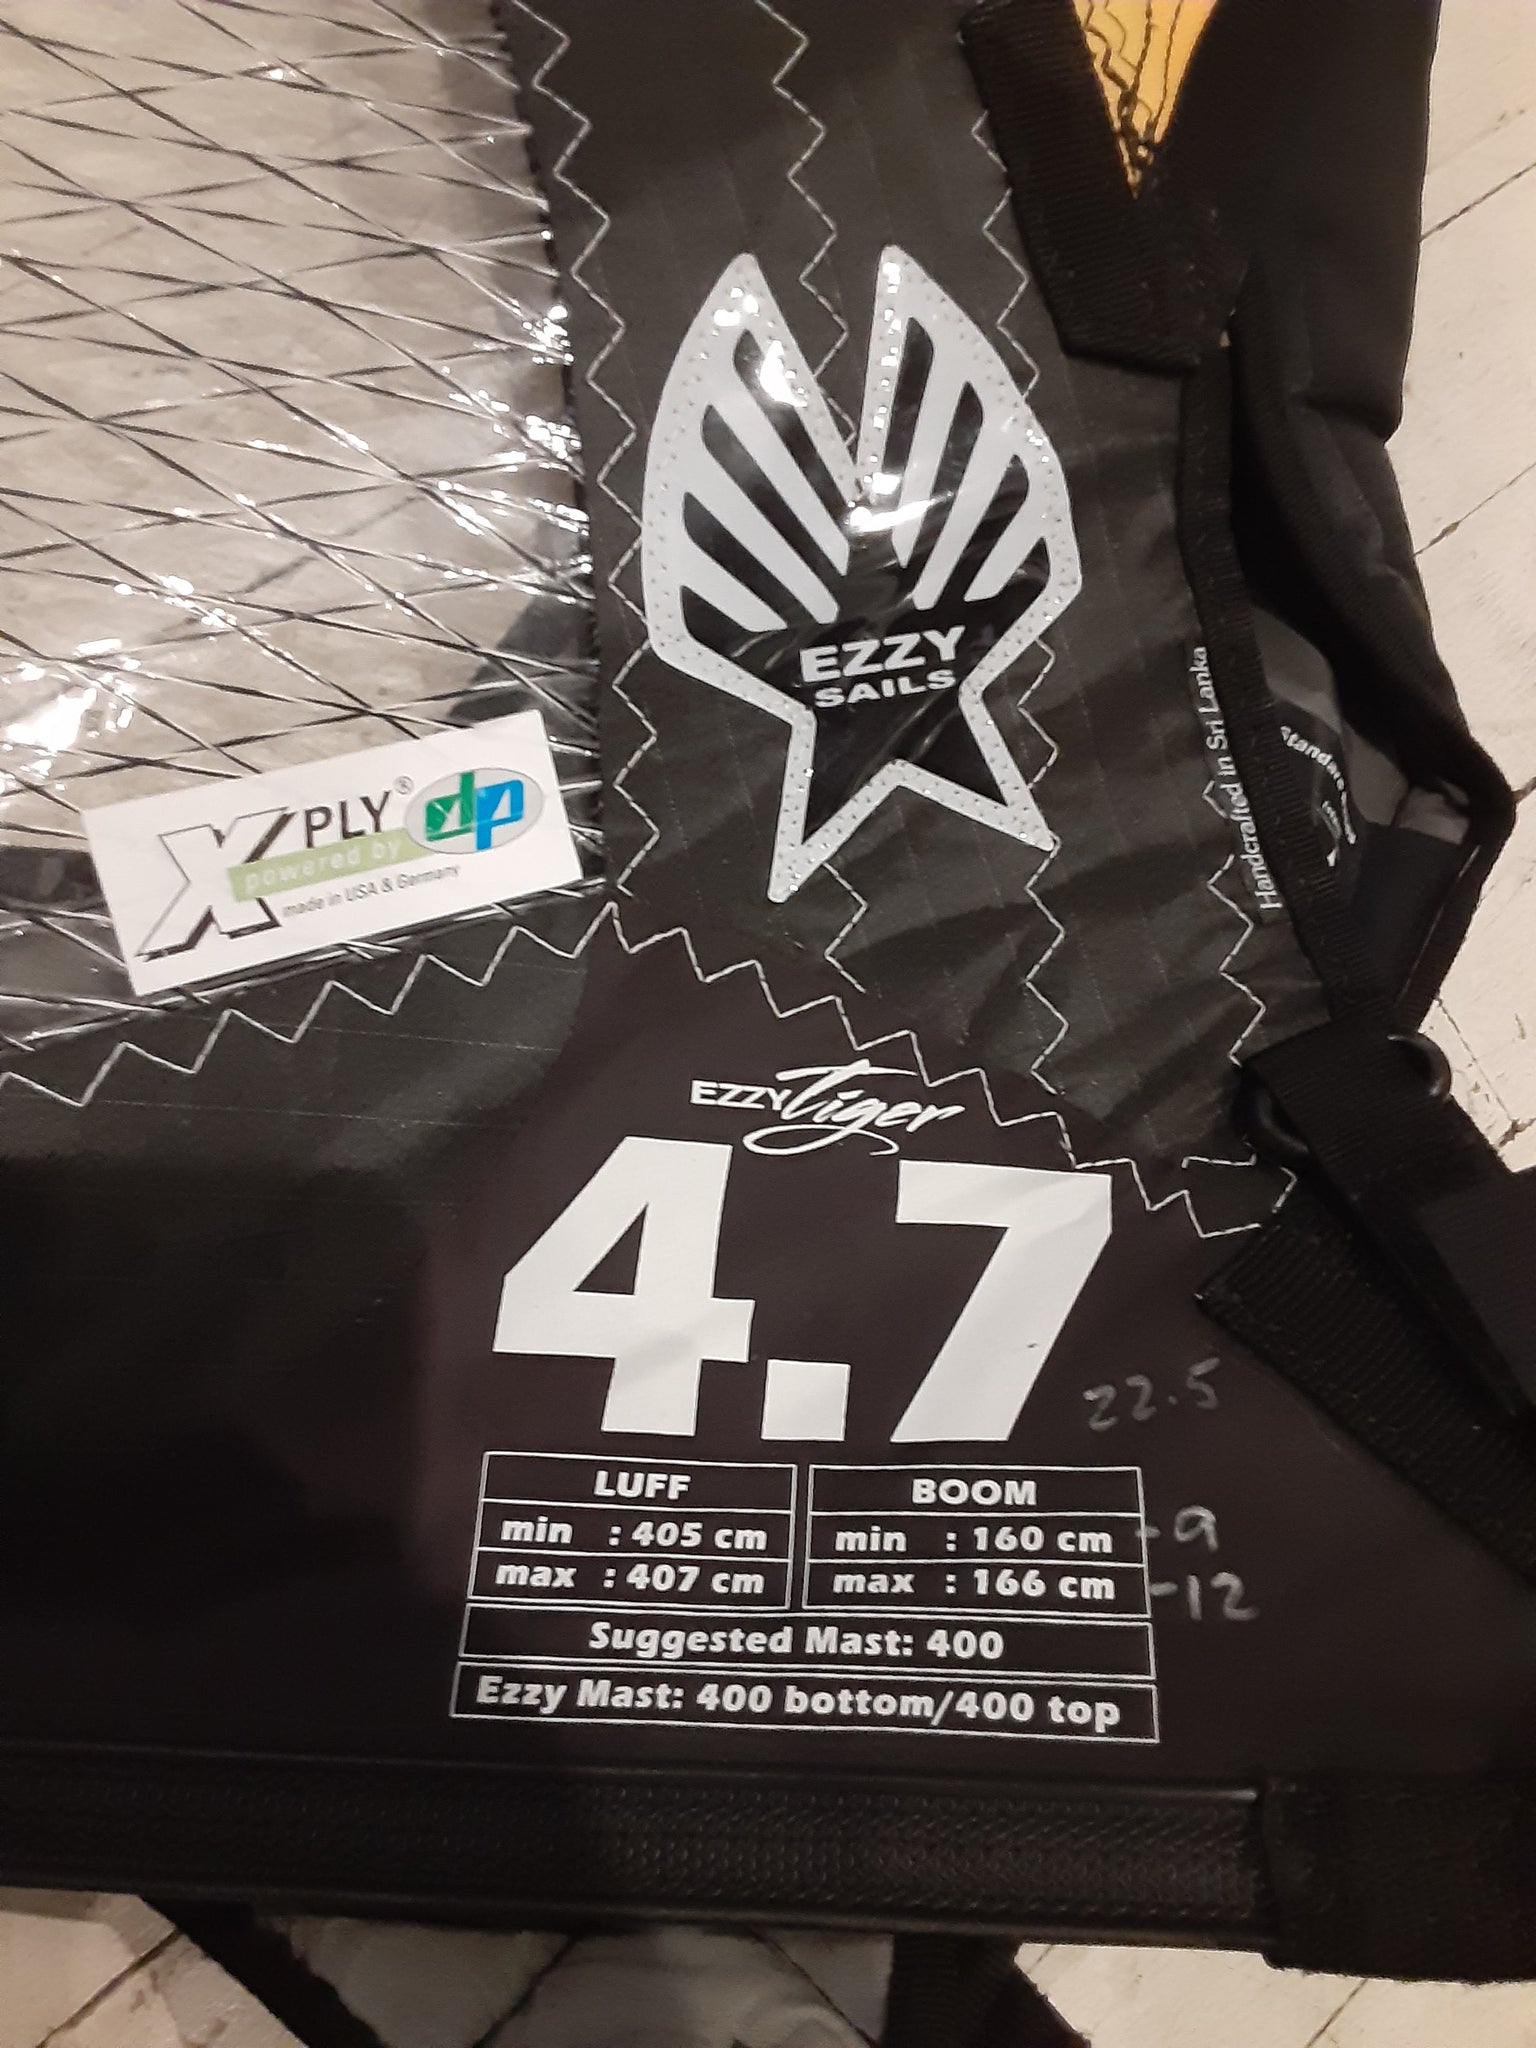 EZZY
SAILS
Handcrafted in Sri Lanka
XPLY®
dp
powered by
made in USA & Germany
EZZY tiger
4.7
22.5
LUFF
min : 405 cm
max : 407 cm
BOOM
min : 160 cm - 9
max : 166 cm - 12
Suggested Mast: 400
Ezzy Mast: 400 bottom/400 top